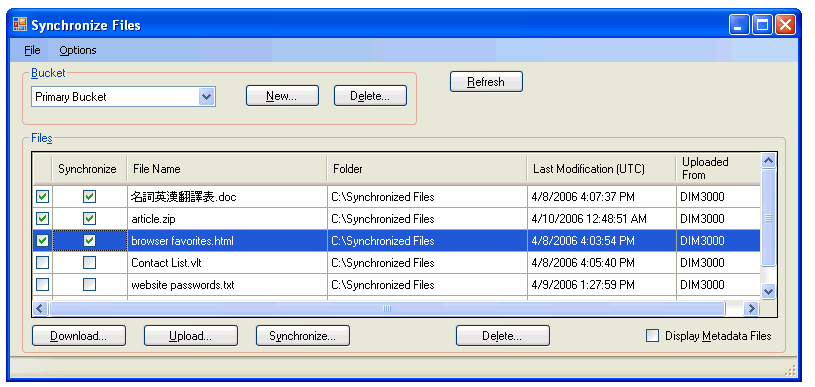 Synchronize Files
File Options
Bucket
Primary Bucket New... Delete... Refresh
Files
Synchronize File Name Folder Last Modification (UTC) Uploaded From
名詞英漢翻譯表.doc C:\Synchronized Files 4/8/2006 4:07:37 PM DIM3000
article.zip C:\Synchronized Files 4/10/2006 12:48:51 AM DIM3000
browser favorites.html C:\Synchronized Files 4/8/2006 4:03:54 PM DIM3000
Contact List.vlt C:\Synchronized Files 4/8/2006 4:05:40 PM DIM3000
website passwords.txt C:\Synchronized Files 4/9/2006 1:27:59 PM DIM3000
Download... Upload... Synchronize... Delete... Display Metadata Files